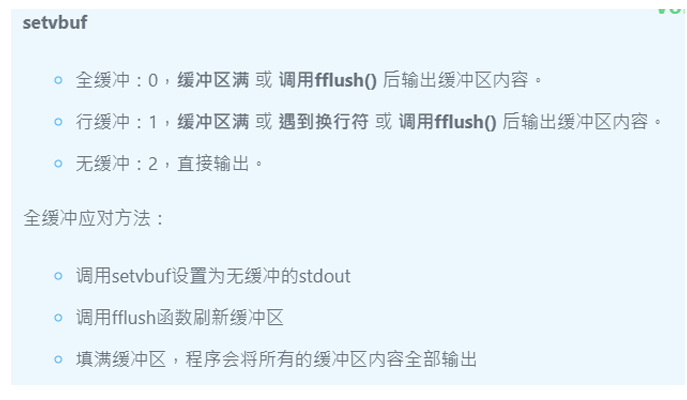 setvbuf
全缓冲：0，缓冲区满 或 调用fflush() 后输出缓冲区内容。
行缓冲：1，缓冲区满 或 遇到换行符 或 调用fflush() 后输出缓冲区内容。
无缓冲：2，直接输出。
全缓冲应对方法：
调用setvbuf设置为无缓冲的stdout
调用fflush函数刷新缓冲区
填满缓冲区，程序会将所有的缓冲区内容全部输出